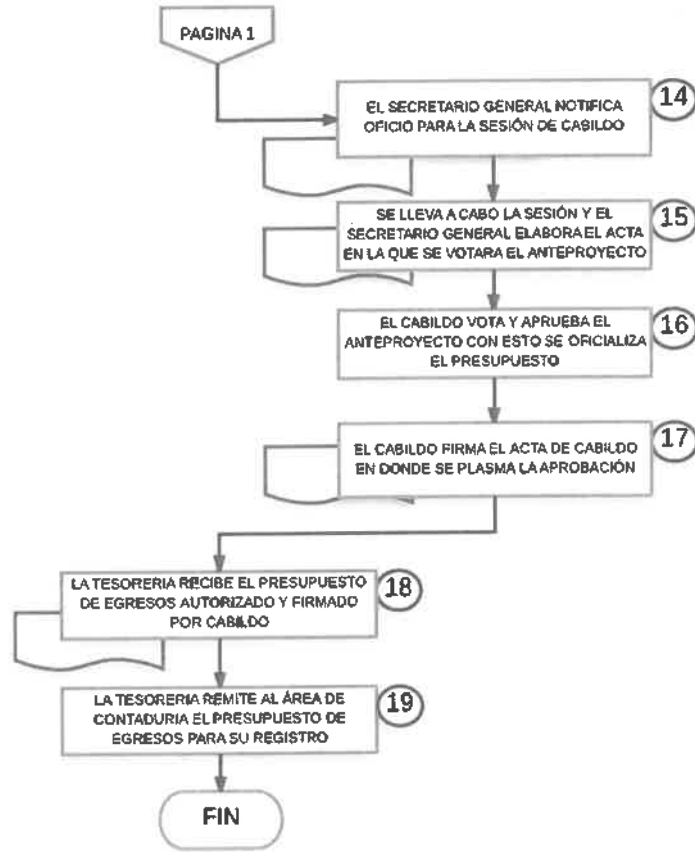 PAGINA 1
14
EL SECRETARIO GENERAL NOTIFICA
OFICIO PARA LA SESIÓN DE CABILDO
15
SE LLEVA A CABO LA SESIÓN Y EL
SECRETARIO GENERAL ELABORA EL ACTA
EN LA QUE SE VOTARA EL ANTEPROYECTO
16
EL CABILDO VOTA Y APRUEBA EL
ANTEPROYECTO CON ESTO SE OFICIALIZA
EL PRESUPUESTO
17
EL CABILDO FIRMA EL ACTA DE CABILDO
EN DONDE SE PLASMA LA APROBACIÓN
18
LA TESORERIA RECIBE EL PRESUPUESTO
DE EGRESOS AUTORIZADO Y FIRMADO
POR CABILDO
19
LA TESORERIA REMITE AL ÁREA DE
CONTADURIA EL PRESUPUESTO DE
EGRESOS PARA SU REGISTRO
FIN